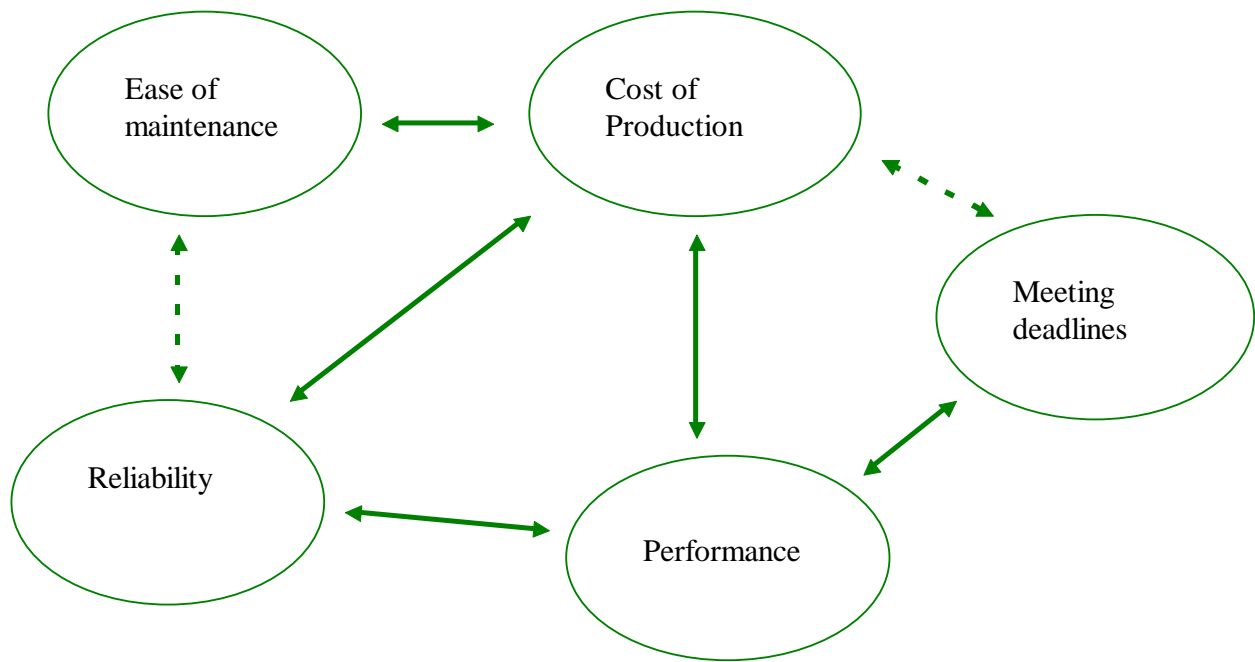 Ease of
maintenance
Cost of
Production
Meeting
deadlines
Reliability
Performance